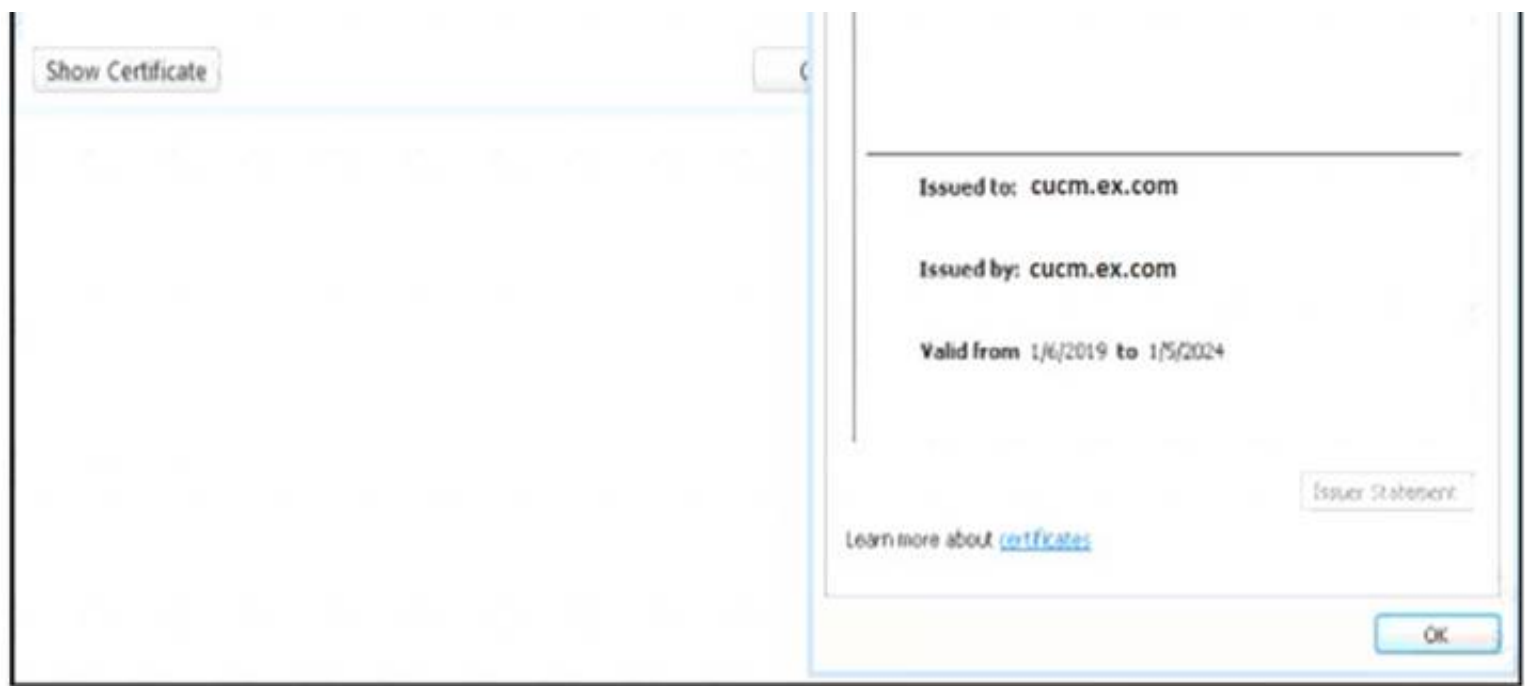 Show Certificate
Issued to: cucm.ex.com
Issued by: cucm.ex.com
Valid from 1/6/2019 to 1/5/2024
Issuer Statement
Learn more about certificates
OK